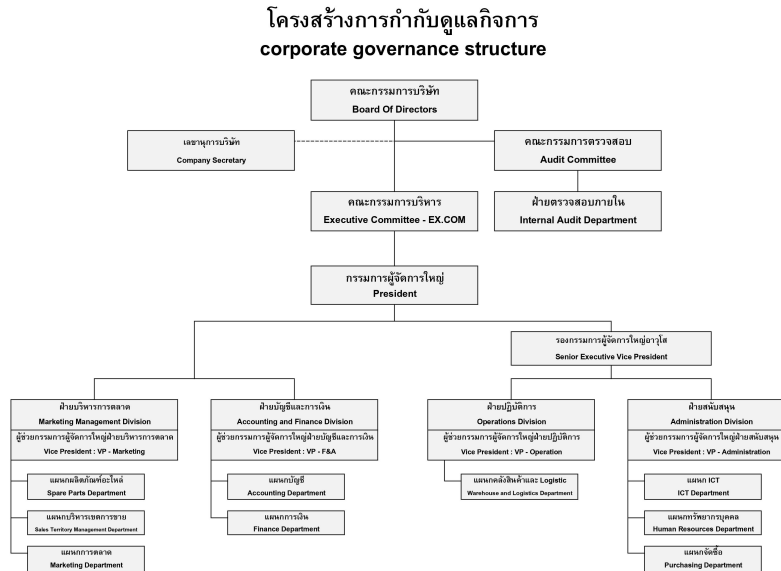 โครงสร้างการกำกับดูแลกิจการ
corporate governance structure
คณะกรรมการบริษัท
Board Of Directors
เลขานุการบริษัท
Company Secretary
คณะกรรมการตรวจสอบ
Audit Committee
คณะกรรมการบริหาร
Executive Committee - EX.COM
ฝ่ายตรวจสอบภายใน
Internal Audit Department
กรรมการผู้จัดการใหญ่
President
รองกรรมการผู้จัดการใหญ่อาวุโส
Senior Executive Vice President
ฝ่ายบริหารการตลาด
Marketing Management Division
ผู้ช่วยกรรมการผู้จัดการใหญ่ฝ่ายบริหารการตลาด
Vice President : VP - Marketing
แผนกผลิตภัณฑ์อะไหล่
Spare Parts Department
แผนกบริหารเขตการขาย
Sales Territory Management Department
แผนกการตลาด
Marketing Department
ฝ่ายบัญชีและการเงิน
Accounting and Finance Division
ผู้ช่วยกรรมการผู้จัดการใหญ่ฝ่ายบัญชีและการเงิน
Vice President : VP - F&A
แผนกบัญชี
Accounting Department
แผนกการเงิน
Finance Department
ฝ่ายปฏิบัติการ
Operations Division
ผู้ช่วยกรรมการผู้จัดการใหญ่ฝ่ายปฏิบัติการ
Vice President : VP - Operation
แผนกคลังสินค้าและ Logistic
Warehouse and Logistics Department
ฝ่ายสนับสนุน
Administration Division
ผู้ช่วยกรรมการผู้จัดการใหญ่ฝ่ายสนับสนุน
Vice President : VP - Administration
แผนก ICT
ICT Department
แผนกทรัพยากรบุคคล
Human Resources Department
แผนกจัดซื้อ
Purchasing Department